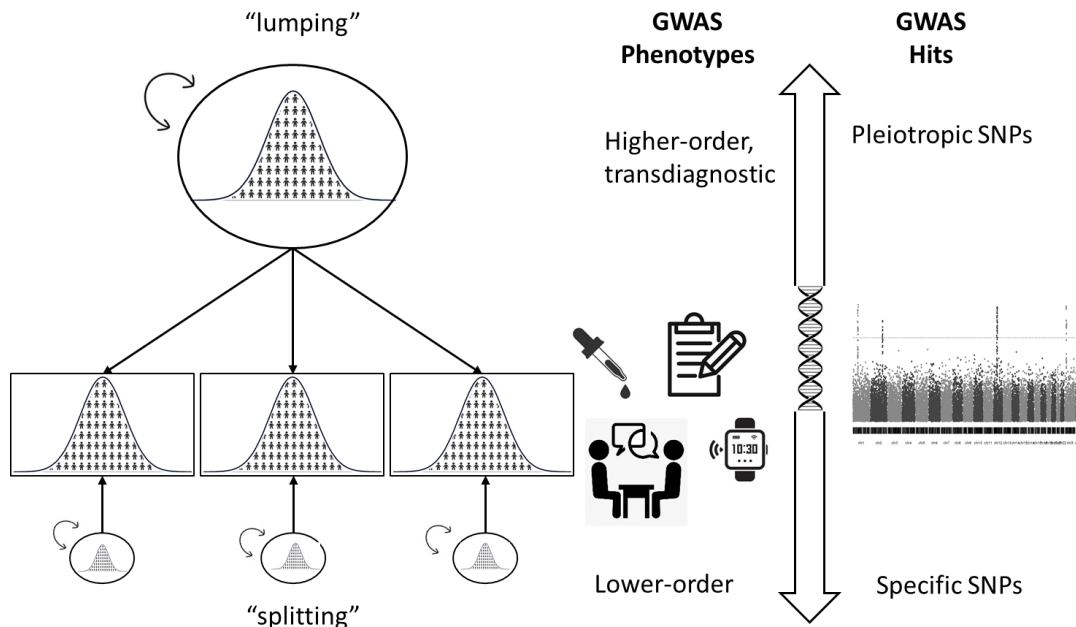 “lumping”
GWAS
Phenotypes
GWAS
Hits
Higher-order,
transdiagnostic
Pleiotropic SNPs
10:30
Lower-order
Specific SNPs
“splitting”